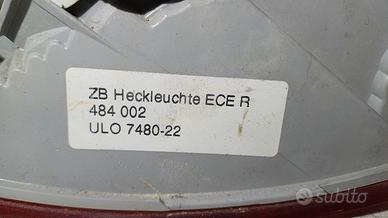 ZB Heckleuchte ECE R
484 002
ULO 7480-22
subito